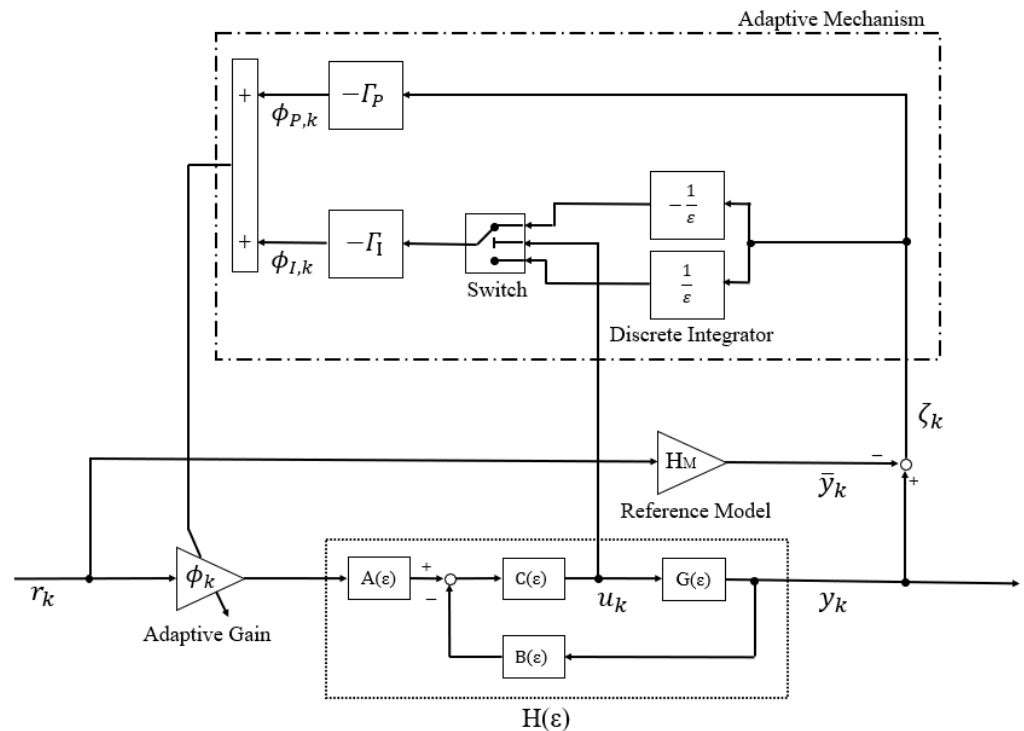 Adaptive Mechanism
+
−Γ_P
ϕ_{P,k}
−1/ε
+
ϕ_{I,k}
−Γ_I
Switch
1/ε
Discrete Integrator
ζ_k
H_M
−
ȳ_k
+
Reference Model
r_k
ϕ_k
Adaptive Gain
A(ε)
+
−
C(ε)
u_k
G(ε)
y_k
B(ε)
H(ε)